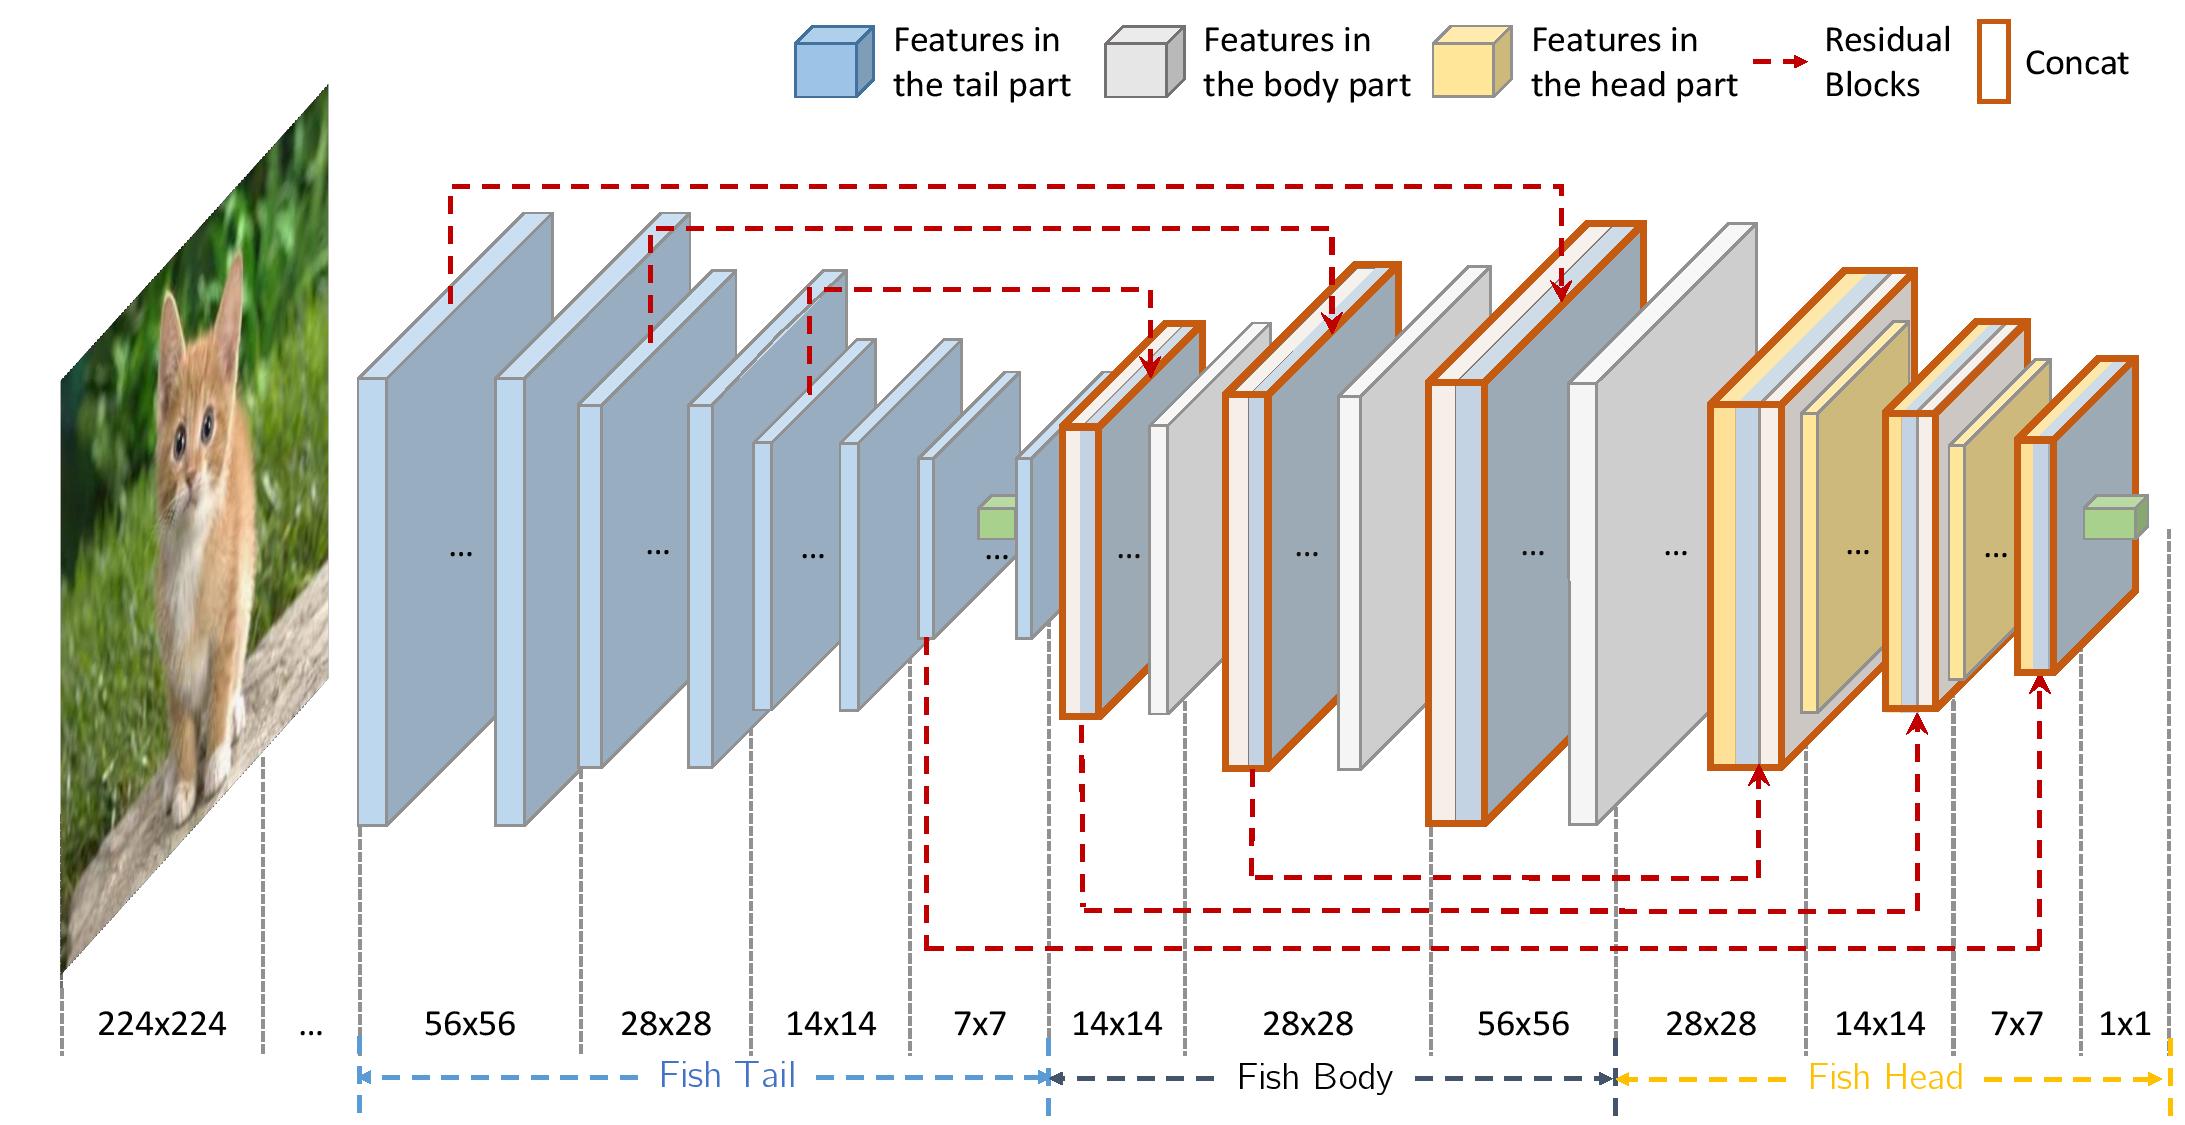 Features in
the tail part
Features in
the body part
Features in
the head part
Residual
Blocks
Concat
...
...
...
...
...
...
...
...
...
...
224x224
...
56x56
28x28
14x14
7x7
14x14
28x28
56x56
28x28
14x14
7x7
1x1
Fish Tail
Fish Body
Fish Head